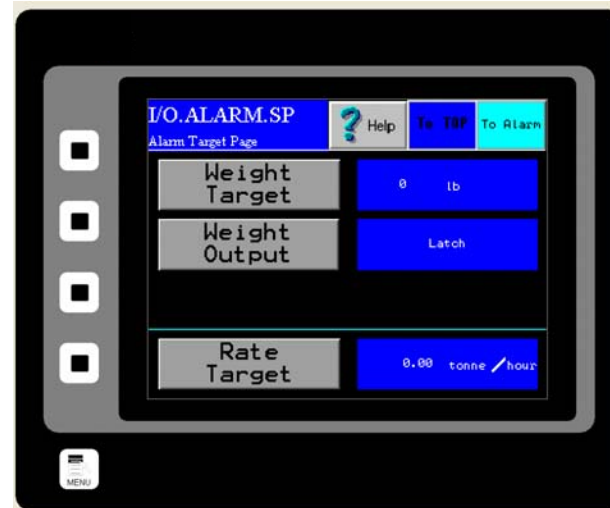 I/O.ALARM.SP
Alarm Target Page
? Help
To TOP
To Alarm
Weight
Target
0 lb
Weight
Output
Latch
Rate
Target
0.00 tonne/hour
MENU